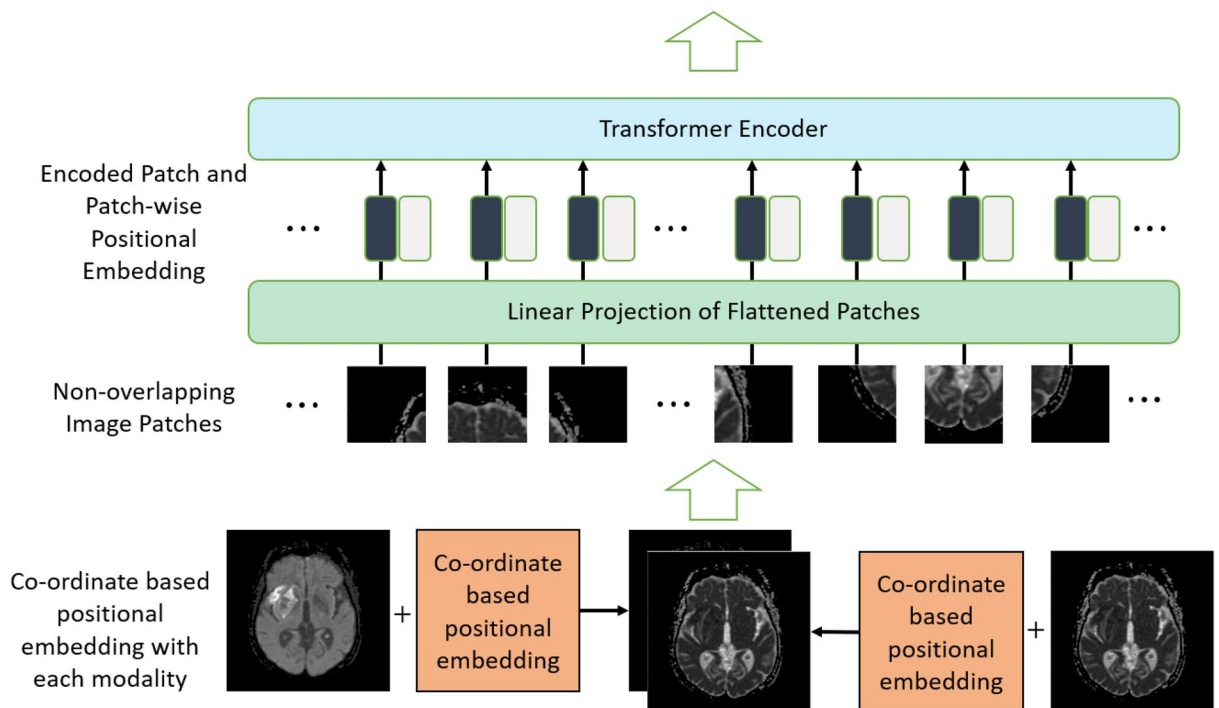 Transformer Encoder
Encoded Patch and
Patch-wise
Positional
Embedding
...
...
...
Linear Projection of Flattened Patches
Non-overlapping
Image Patches
...
...
...
Co-ordinate based
positional
embedding with
each modality
+
Co-ordinate
based
positional
embedding
Co-ordinate
based
positional
embedding
+